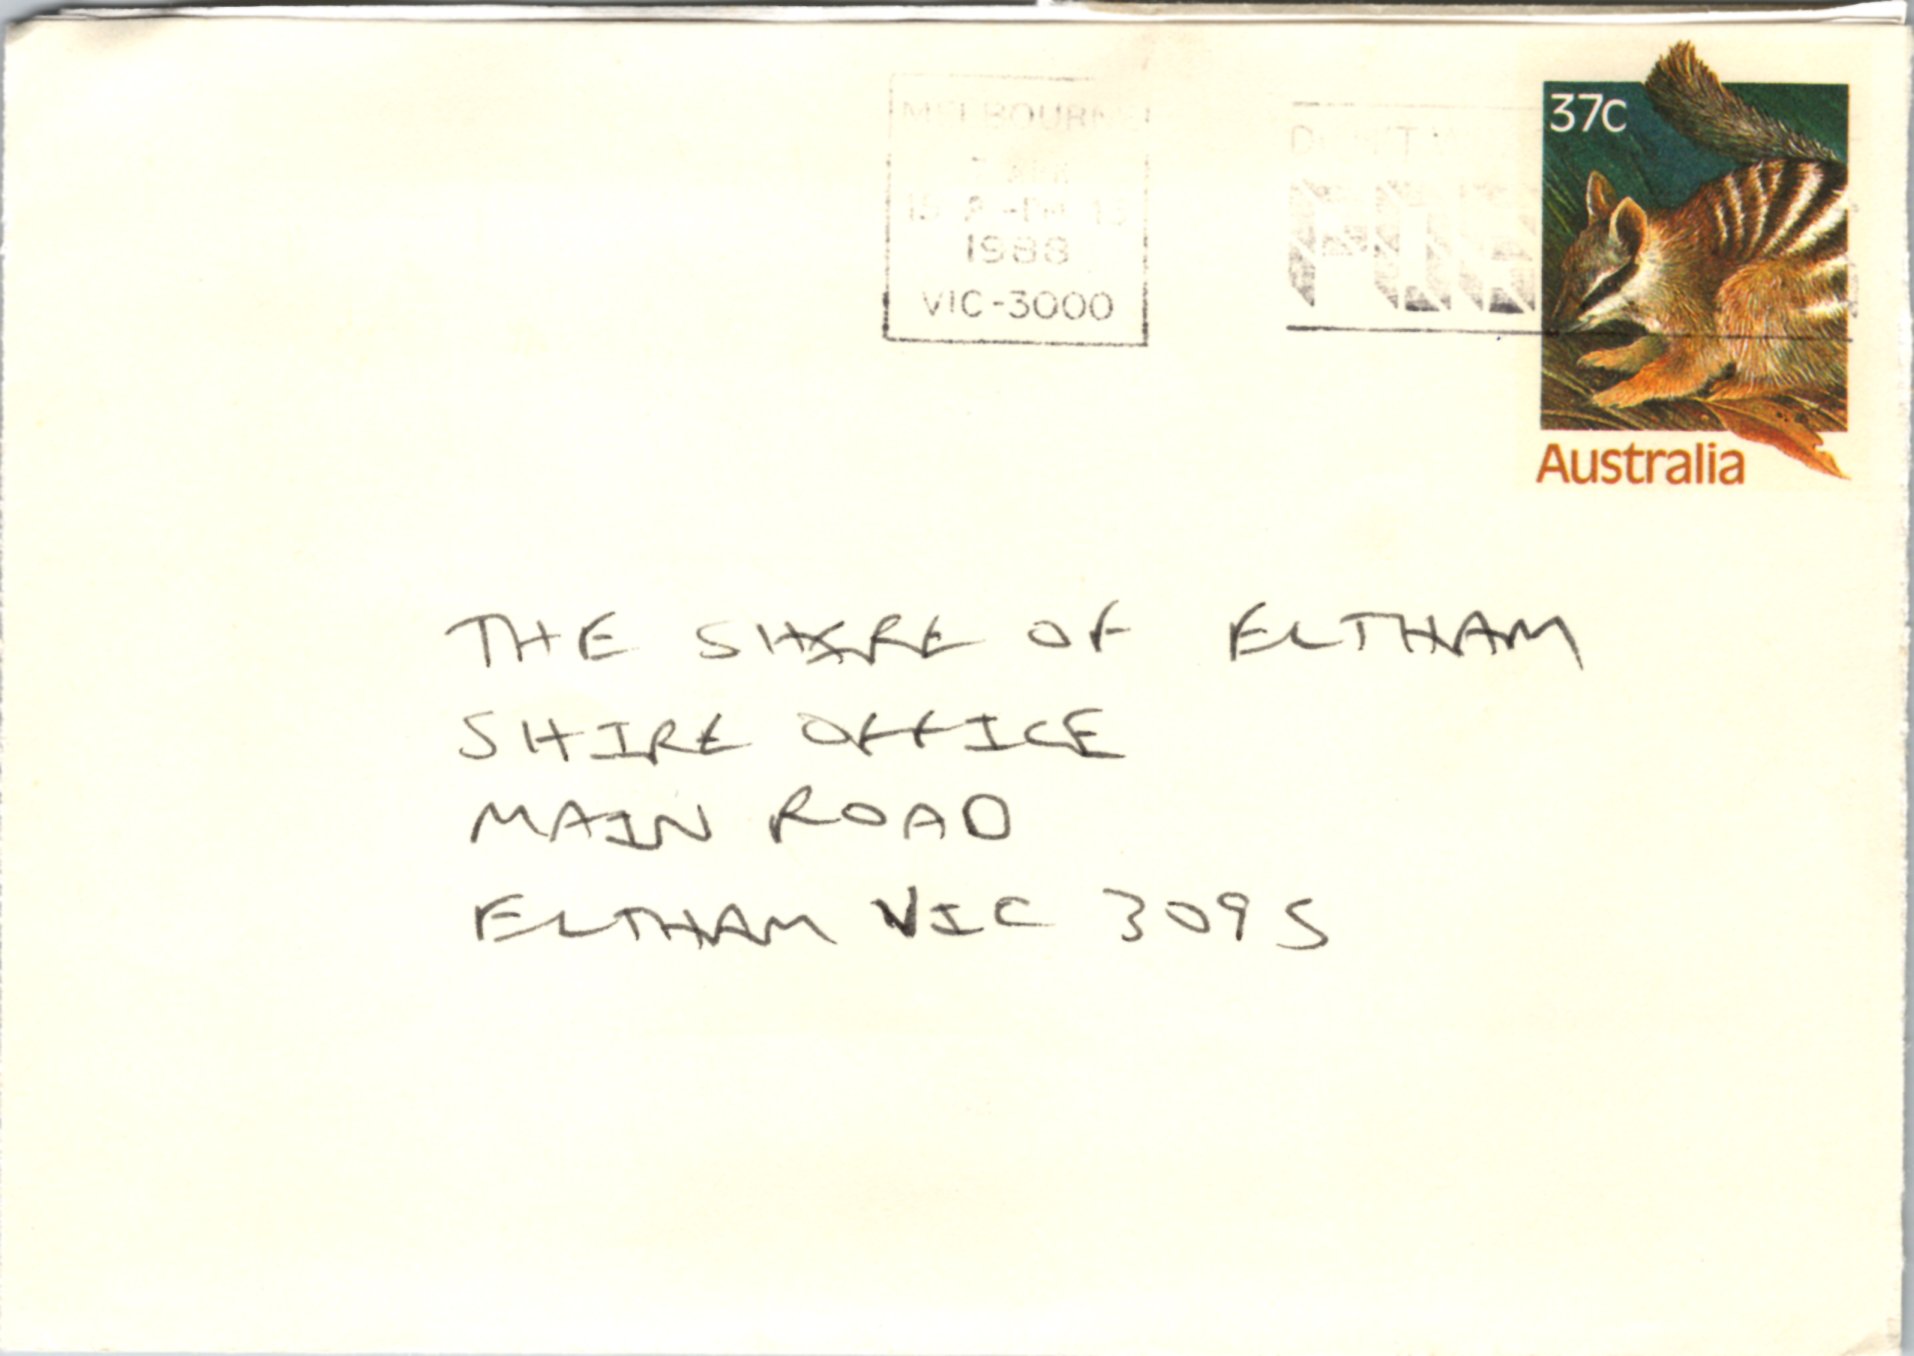 MELBOURNE
1988
VIC-3000
37c
Australia
THE SHIRE OF ELTHAM
SHIRE OFFICE
MAIN ROAD
ELTHAM VIC 3095